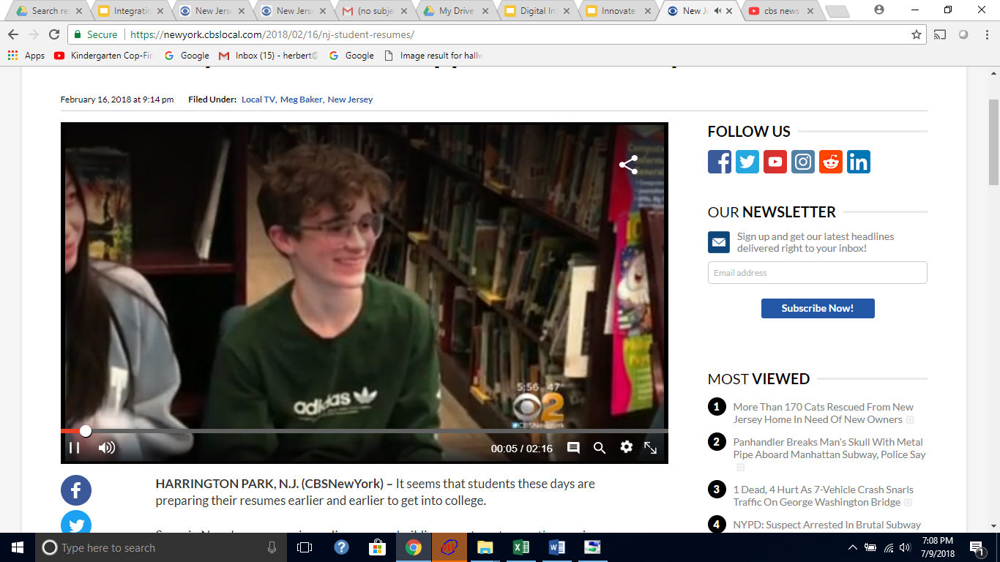 Search re
Integratin
New Jers
New Jers
(no subje
My Drive
Digital In
Innovate
New J
cbs news
Secure
https://newyork.cbslocal.com/2018/02/16/nj-student-resumes/
Apps
Kindergarten Cop-Fir
Google
Inbox (15) - herbert@
Google
Image result for hallw
February 16, 2018 at 9:14 pm Filed Under: Local TV, Meg Baker, New Jersey
adidas
5:56 47°
2
CBSNewYork
00:05 / 02:16
FOLLOW US
OUR NEWSLETTER
Sign up and get our latest headlines
delivered right to your inbox!
Email address
Subscribe Now!
MOST VIEWED
1
More Than 170 Cats Rescued From New
Jersey Home In Need Of New Owners
2
Panhandler Breaks Man's Skull With Metal
Pipe Aboard Manhattan Subway, Police Say
3
1 Dead, 4 Hurt As 7-Vehicle Crash Snarls
Traffic On George Washington Bridge
4
NYPD: Suspect Arrested In Brutal Subway
HARRINGTON PARK, N.J. (CBSNewYork) – It seems that students these days are
preparing their resumes earlier and earlier to get into college.
Type here to search
7:08 PM
7/9/2018
1